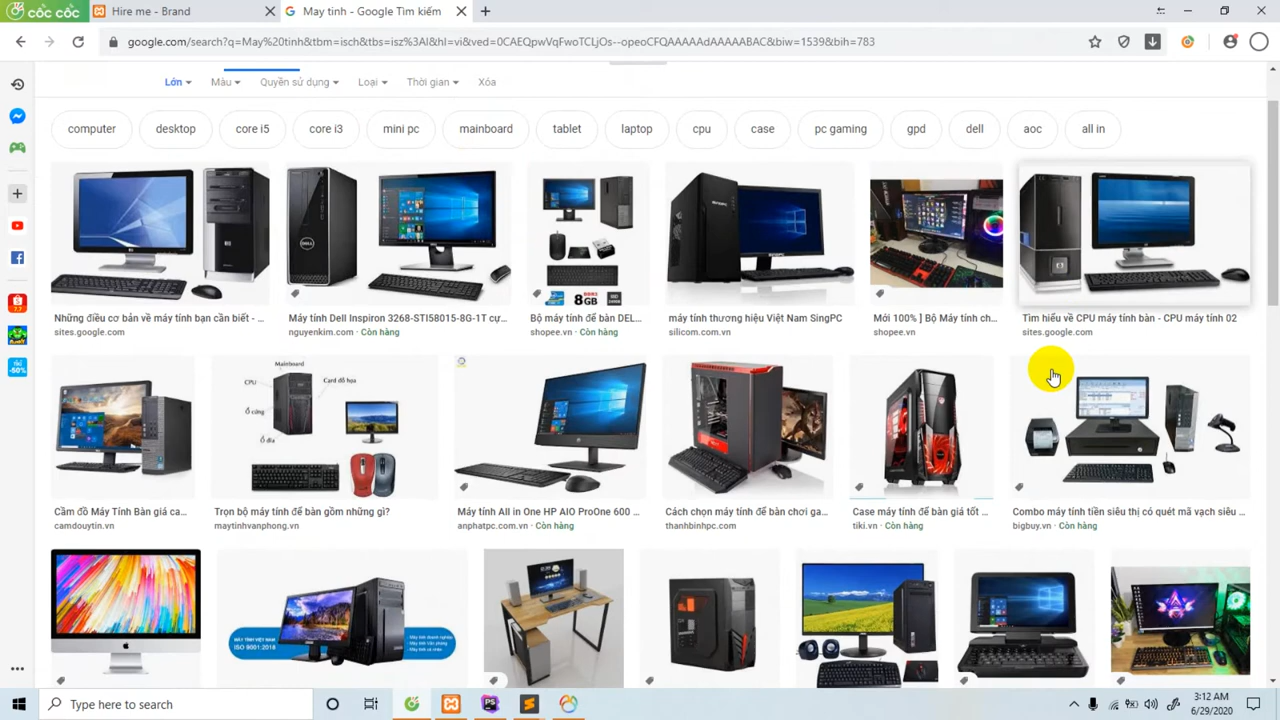 cốc cốc
Hire me - Brand
May tinh - Google Tìm kiếm
google.com/search?q=May%20tinh&tbm=isch&tbs=isz%3Al&hl=vi&ved=0CAEQpwVqFwoTCLjOs--opeoCFQAAAAAdAAAAABAC&biw=1539&bih=783
Lớn
Màu
Quyền sử dụng
Loại
Thời gian
Xóa
computer
desktop
core i5
core i3
mini pc
mainboard
tablet
laptop
cpu
case
pc gaming
gpd
dell
aoc
all in
8GB
Những điều cơ bản về máy tính bạn cần biết - ...
sites.google.com
Máy tính Dell Inspiron 3268-STI58015-8G-1T cự...
nguyenkim.com · Còn hàng
Bộ máy tính để bàn DEL...
shopee.vn · Còn hàng
máy tính thương hiệu Việt Nam SingPC
silicom.com.vn
Mới 100% ] Bộ Máy tính ch...
shopee.vn
Tìm hiểu về CPU máy tính bàn - CPU máy tính 02
sites.google.com
Mainboard
CPU
Card đồ họa
Ổ cứng
Ổ đĩa
Cầm đồ Máy Tính Bàn giá ca...
camdouytin.vn
Trọn bộ máy tính để bàn gồm những gì?
maytinhvanphong.vn
Máy tính All in One HP AIO ProOne 600 ...
anphatpc.com.vn · Còn hàng
Cách chọn máy tính để bàn chơi ga...
thanhbinhpc.com
Case máy tính để bàn giá tốt ...
tiki.vn · Còn hàng
Combo máy tính tiền siêu thị có quét mã vạch siêu ...
bigbuy.vn · Còn hàng
MÁY TÍNH VIỆT NAM
ISO 9001:2018
Type here to search
3:12 AM
6/29/2020